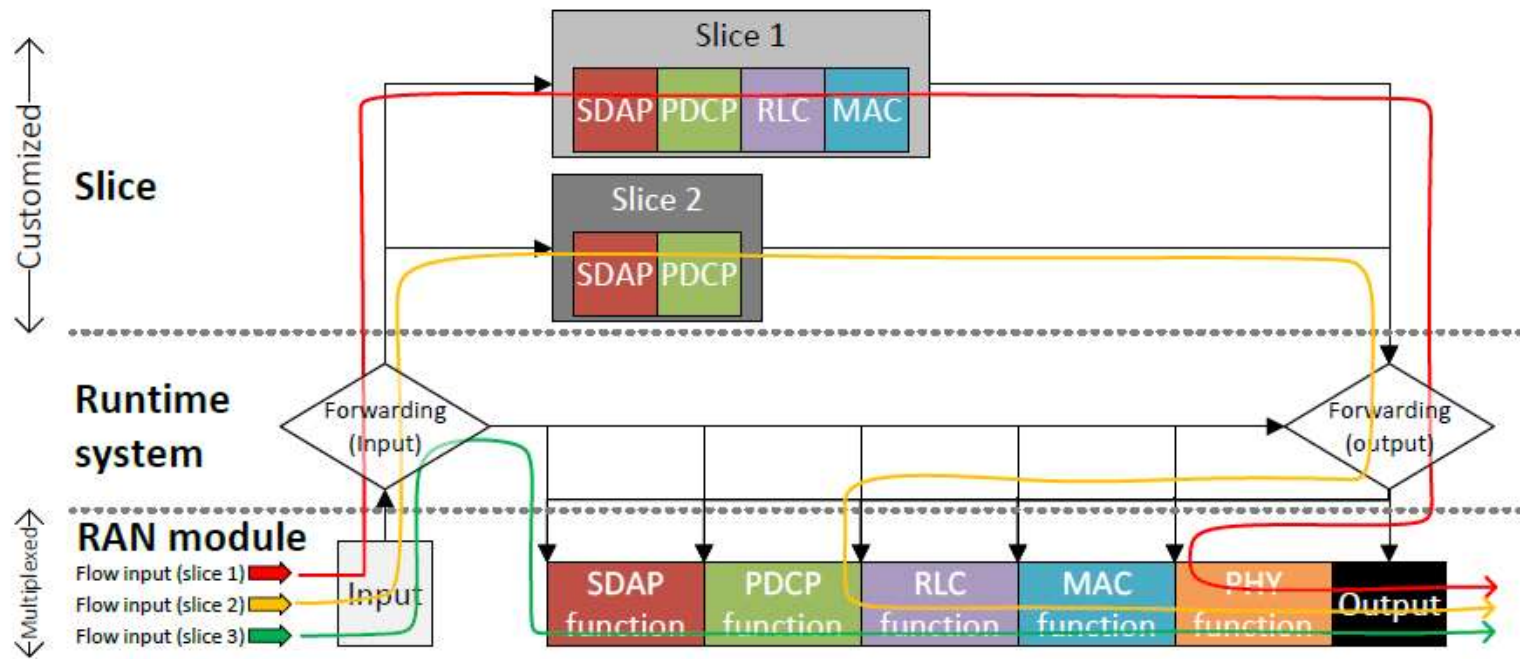 Customized
Slice
Slice 1
SDAP PDCP RLC MAC
Slice 2
SDAP PDCP
Runtime
system
Forwarding
(Input)
Forwarding
(output)
Multiplexed
RAN module
Flow input (slice 1)
Flow input (slice 2)
Flow input (slice 3)
Input
SDAP
function
PDCP
function
RLC
function
MAC
function
PHY
function
Output